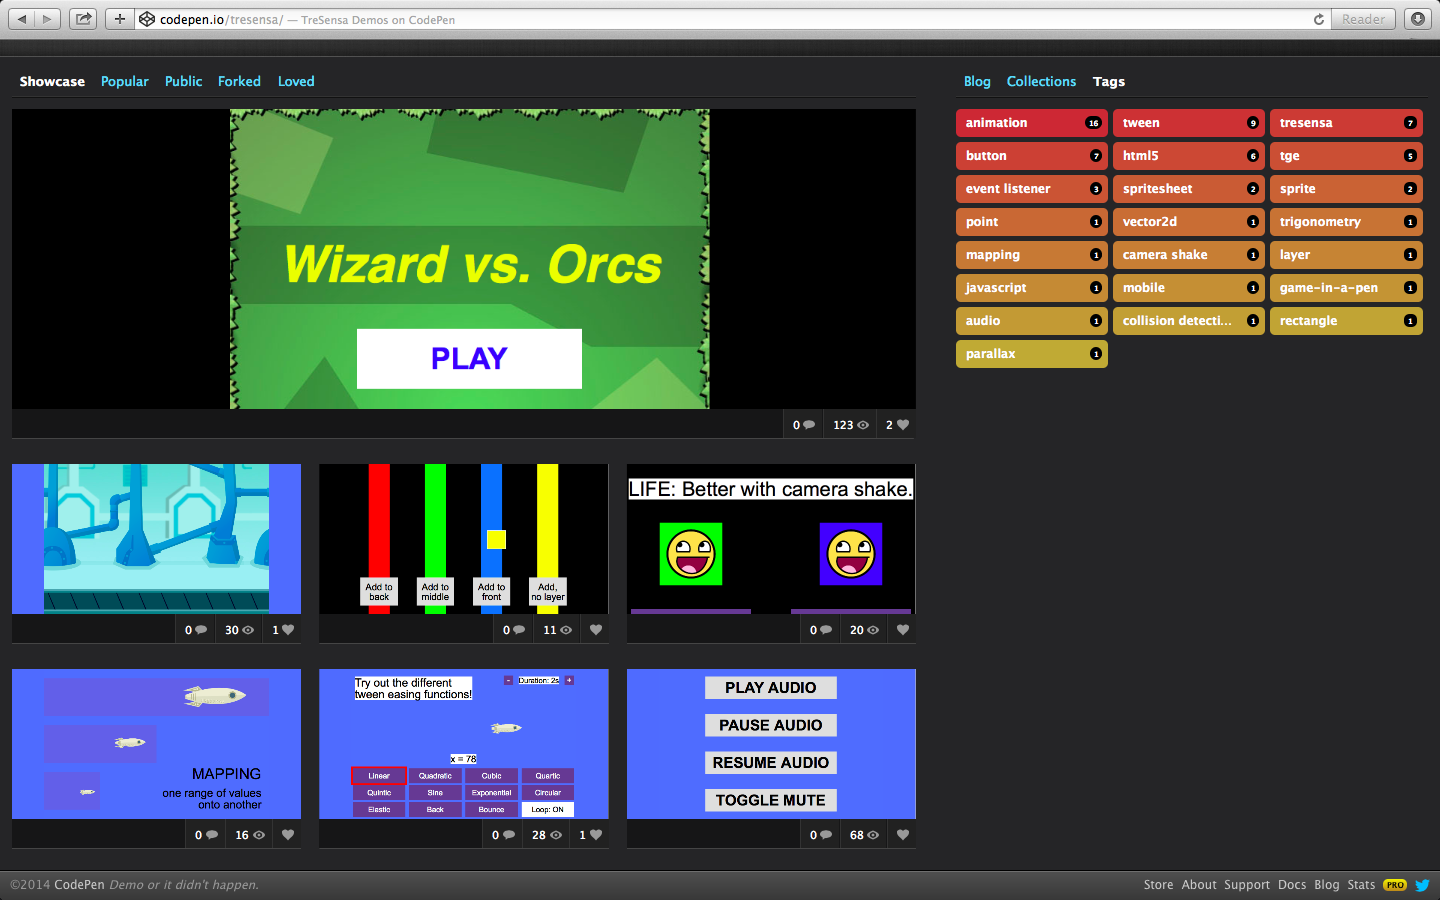 codepen.io/tresensa/ — TreSensa Demos on CodePen
Reader
Showcase Popular Public Forked Loved
Blog Collections Tags
Wizard vs. Orcs
PLAY
0 123 2
animation 16 tween 9 tresensa 7
button 7 html5 6 tge 5
event listener 3 spritesheet 2 sprite 2
point 1 vector2d 1 trigonometry 1
mapping 1 camera shake 1 layer 1
javascript 1 mobile 1 game-in-a-pen 1
audio 1 collision detecti... 1 rectangle 1
parallax 1
0 30 1
Add to back
Add to middle
Add to front
Add, no layer
0 11
LIFE: Better with camera shake.
0 20
MAPPING
one range of values
onto another
0 16
Try out the different
tween easing functions!
- Duration: 2s +
x = 78
Linear Quadratic Cubic Quartic
Quintic Sine Exponential Circular
Elastic Back Bounce Loop: ON
0 28 1
PLAY AUDIO
PAUSE AUDIO
RESUME AUDIO
TOGGLE MUTE
0 68
©2014 CodePen Demo or it didn't happen.
Store About Support Docs Blog Stats PRO